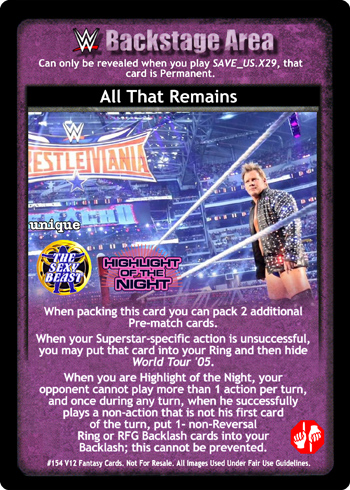 W
Backstage Area
Can only be revealed when you play SAVE_US.X29, that
card is Permanent.
All That Remains
W
RESTLEMANIA
unique
THE
SEXY
BEAST
HIGHLIGHT
OF THE
NIGHT
When packing this card you can pack 2 additional
Pre-match cards.
When your Superstar-specific action is unsuccessful,
you may put that card into your Ring and then hide
World Tour '05.
When you are Highlight of the Night, your
opponent cannot play more than 1 action per turn,
and once during any turn, when he successfully
plays a non-action that is not his first card
of the turn, put 1- non-Reversal
Ring or RFG Backlash cards into your
Backlash; this cannot be prevented.
#154 V12 Fantasy Cards. Not For Resale. All Images Used Under Fair Use Guidelines.